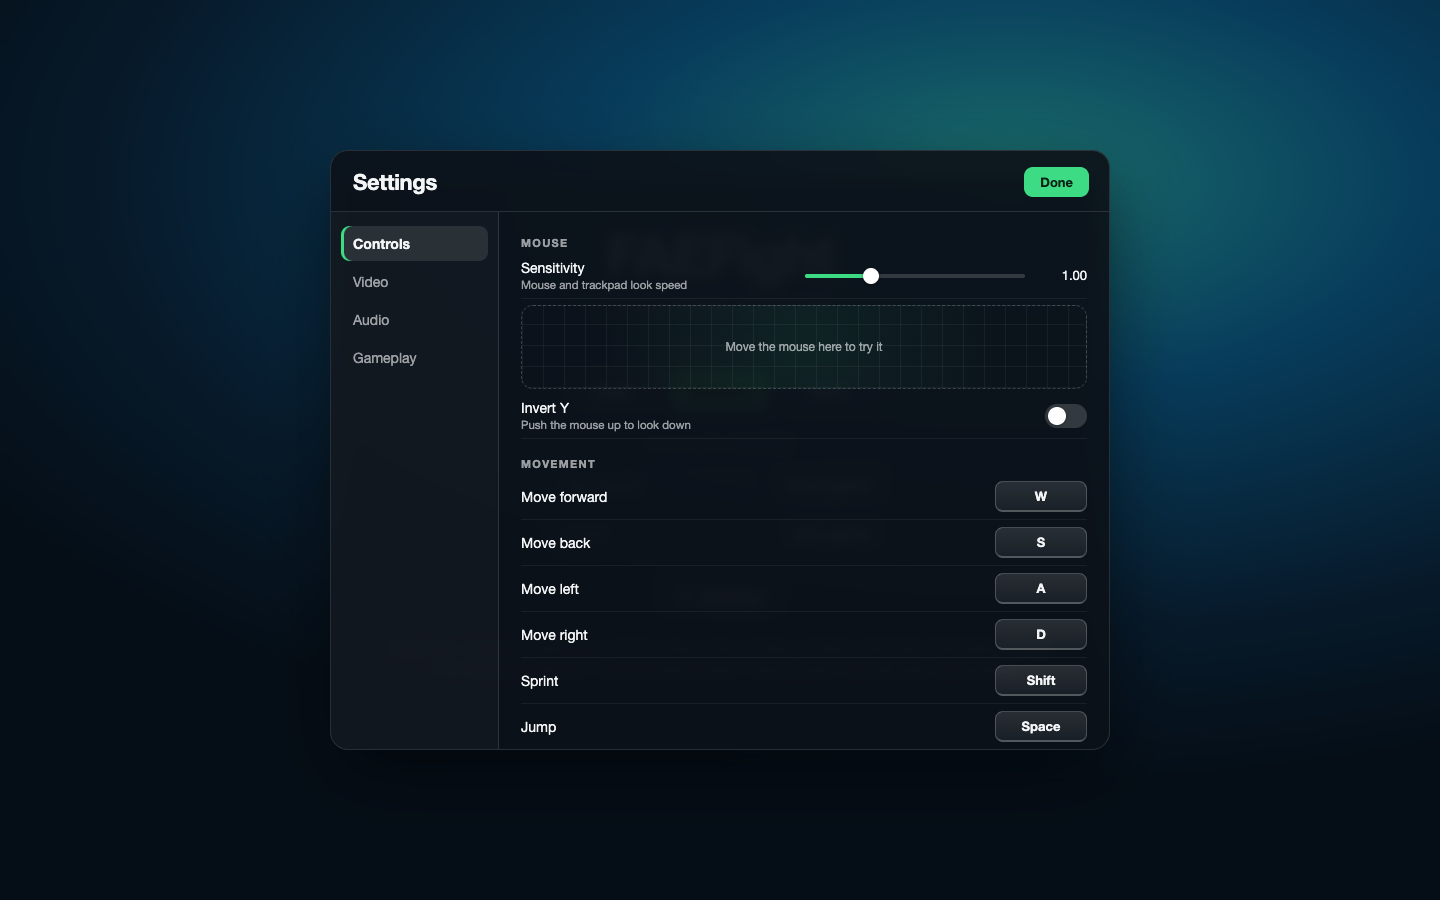 Settings
Done
Controls
Video
Audio
Gameplay
MOUSE
Sensitivity
Mouse and trackpad look speed
1.00
Move the mouse here to try it
Invert Y
Push the mouse up to look down
MOVEMENT
Move forward
W
Move back
S
Move left
A
Move right
D
Sprint
Shift
Jump
Space